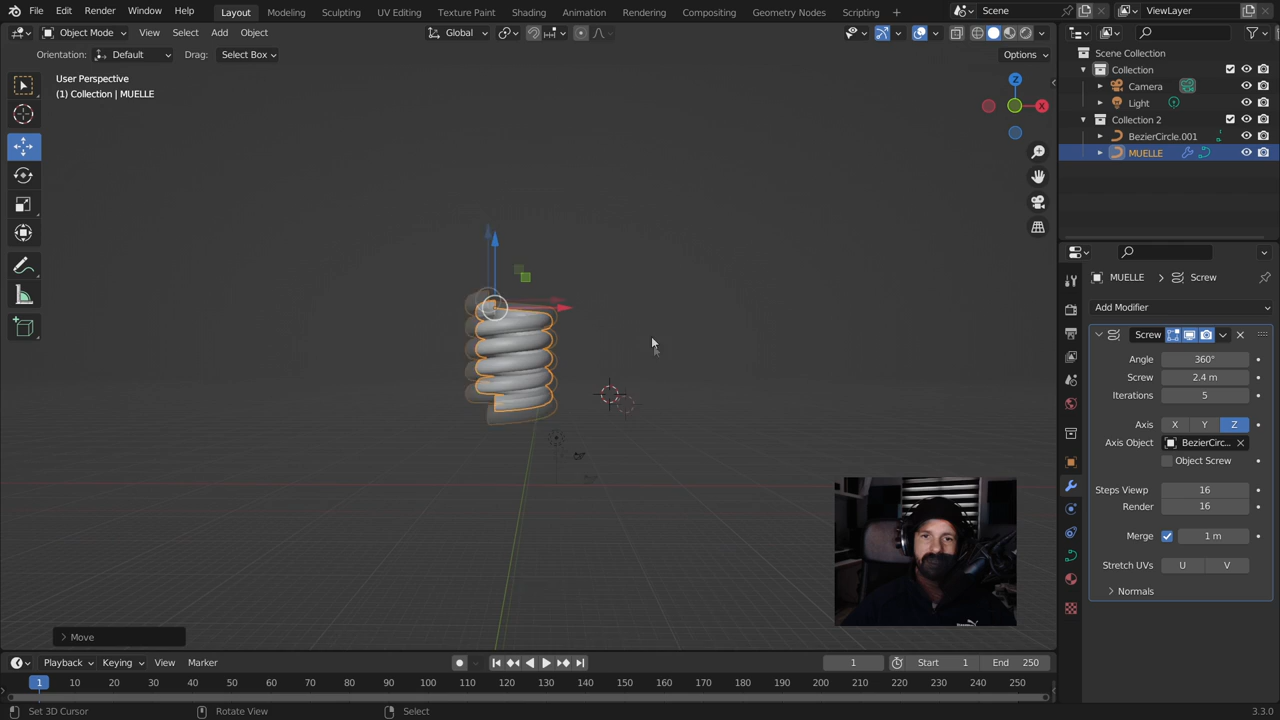 File Edit Render Window Help Layout Modeling Sculpting UV Editing Texture Paint Shading Animation Rendering Compositing Geometry Nodes Scripting Scene ViewLayer
Object Mode View Select Add Object Global Options
Orientation: Default Drag: Select Box
User Perspective
(1) Collection | MUELLE
Z
X
Scene Collection
Collection
Camera
Light
Collection 2
BezierCircle.001
MUELLE
MUELLE > Screw
Add Modifier
Screw
Angle 360°
Screw 2.4 m
Iterations 5
Axis X Y Z
Axis Object BezierCirc...
Object Screw
Steps Viewp 16
Render 16
Merge 1 m
Stretch UVs U V
Normals
Move
Playback Keying View Marker 1 Start 1 End 250
1 10 20 30 40 50 60 70 80 90 100 110 120 130 140 150 160 170 180 190 200 210 220 230 240 250
Set 3D Cursor Rotate View Select 3.3.0